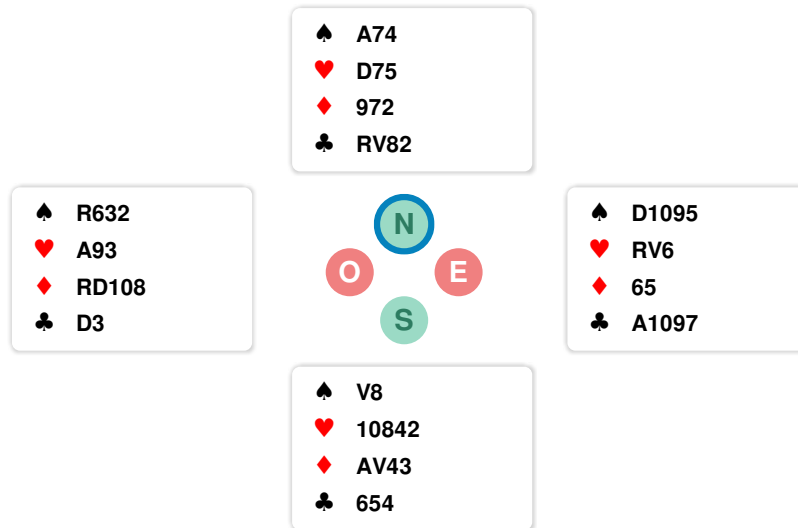 ♠ A74
♥ D75
♦ 972
♣ RV82
♠ R632
♥ A93
♦ RD108
♣ D3
N
O E
S
♠ D1095
♥ RV6
♦ 65
♣ A1097
♠ V8
♥ 10842
♦ AV43
♣ 654